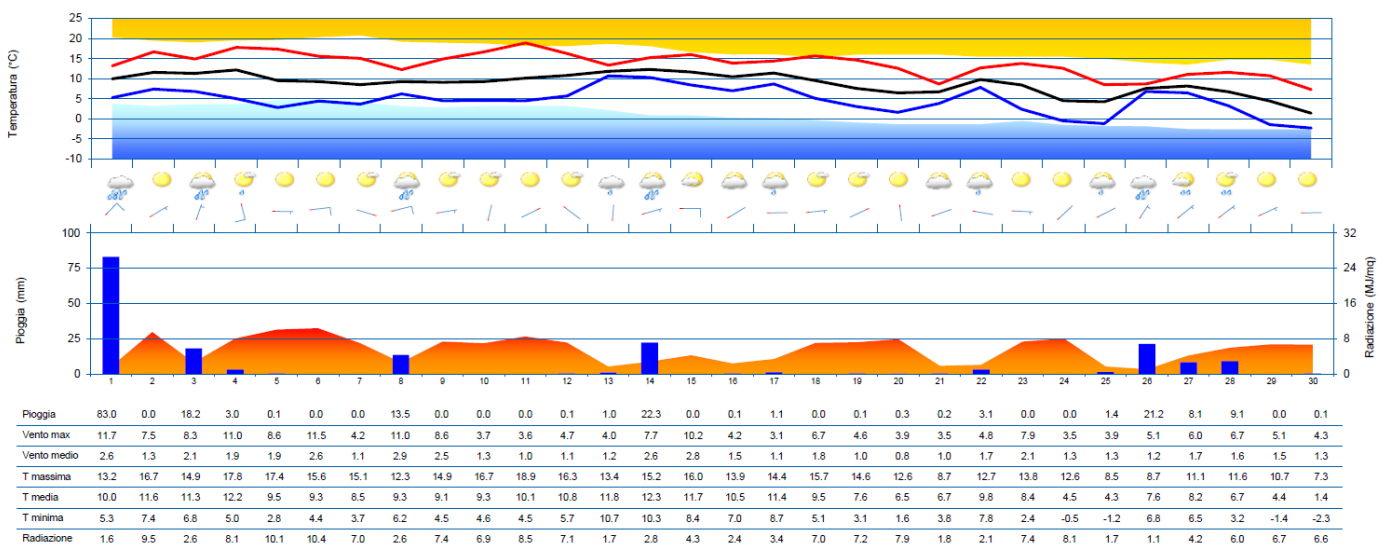 25
20
15
10
5
0
-5
-10
Temperatura (°C)
100
75
50
25
0
Pioggia (mm)
32
24
16
8
0
Radiazione (MJ/mq)
1 2 3 4 5 6 7 8 9 10 11 12 13 14 15 16 17 18 19 20 21 22 23 24 25 26 27 28 29 30
Pioggia 83.0 0.0 18.2 3.0 0.1 0.0 0.0 13.5 0.0 0.0 0.0 0.1 1.0 22.3 0.0 0.1 1.1 0.0 0.1 0.3 0.2 3.1 0.0 0.0 1.4 21.2 8.1 9.1 0.0 0.1
Vento max 11.7 7.5 8.3 11.0 8.6 11.5 4.2 11.0 8.6 3.7 3.6 4.7 4.0 7.7 10.2 4.2 3.1 6.7 4.6 3.9 3.5 4.8 7.9 3.5 3.9 5.1 6.0 6.7 5.1 4.3
Vento medio 2.6 1.3 2.1 1.9 1.9 2.6 1.1 2.9 2.5 1.3 1.0 1.1 1.2 2.6 2.8 1.5 1.1 1.8 1.0 0.8 1.0 1.7 2.1 1.3 1.3 1.2 1.7 1.6 1.5 1.3
T massima 13.2 16.7 14.9 17.8 17.4 15.6 15.1 12.3 14.9 16.7 18.9 16.3 13.4 15.2 16.0 13.9 14.4 15.7 14.6 12.6 8.7 12.7 13.8 12.6 8.5 8.7 11.1 11.6 10.7 7.3
T media 10.0 11.6 11.3 12.2 9.5 9.3 8.5 9.3 9.1 9.3 10.1 10.8 11.8 12.3 11.7 10.5 11.4 9.5 7.6 6.5 6.7 9.8 8.4 4.5 4.3 7.6 8.2 6.7 4.4 1.4
T minima 5.3 7.4 6.8 5.0 2.8 4.4 3.7 6.2 4.5 4.6 4.5 5.7 10.7 10.3 8.4 7.0 8.7 5.1 3.1 1.6 3.8 7.8 2.4 -0.5 -1.2 6.8 6.5 3.2 -1.4 -2.3
Radiazione 1.6 9.5 2.6 8.1 10.1 10.4 7.0 2.6 7.4 6.9 8.5 7.1 1.7 2.8 4.3 2.4 3.4 7.0 7.2 7.9 1.8 2.1 7.4 8.1 1.7 1.1 4.2 6.0 6.7 6.6